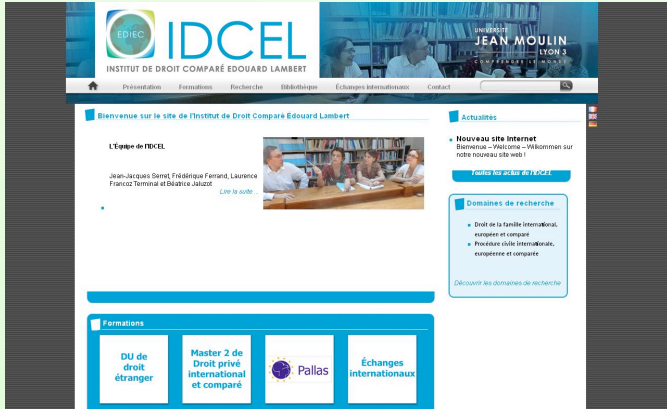 EDIEC
IDCEL
INSTITUT DE DROIT COMPARÉ EDOUARD LAMBERT
UNIVERSITÉ
JEAN MOULIN
LYON 3
COMPRENDRE LE MONDE
Présentation Formations Recherche Bibliothèque Échanges internationaux Contact
Bienvenue sur le site de l'Institut de Droit Comparé Édouard Lambert
L'Équipe de l'IDCEL
Jean-Jacques Serret, Frédérique Ferrand, Laurence
Francoz Terminal et Béatrice Jaluzot
Lire la suite ...
Actualités
Nouveau site Internet
Bienvenue – Welcome – Wilkommen sur
notre nouveau site web !
Toutes les actus de l'IDCEL
Domaines de recherche
Droit de la famille international,
européen et comparé
Procédure civile internationale,
européenne et comparée
Découvrir les domaines de recherche
Formations
DU de
droit
étranger
Master 2 de
Droit privé
international
et comparé
Pallas
Échanges
internationaux